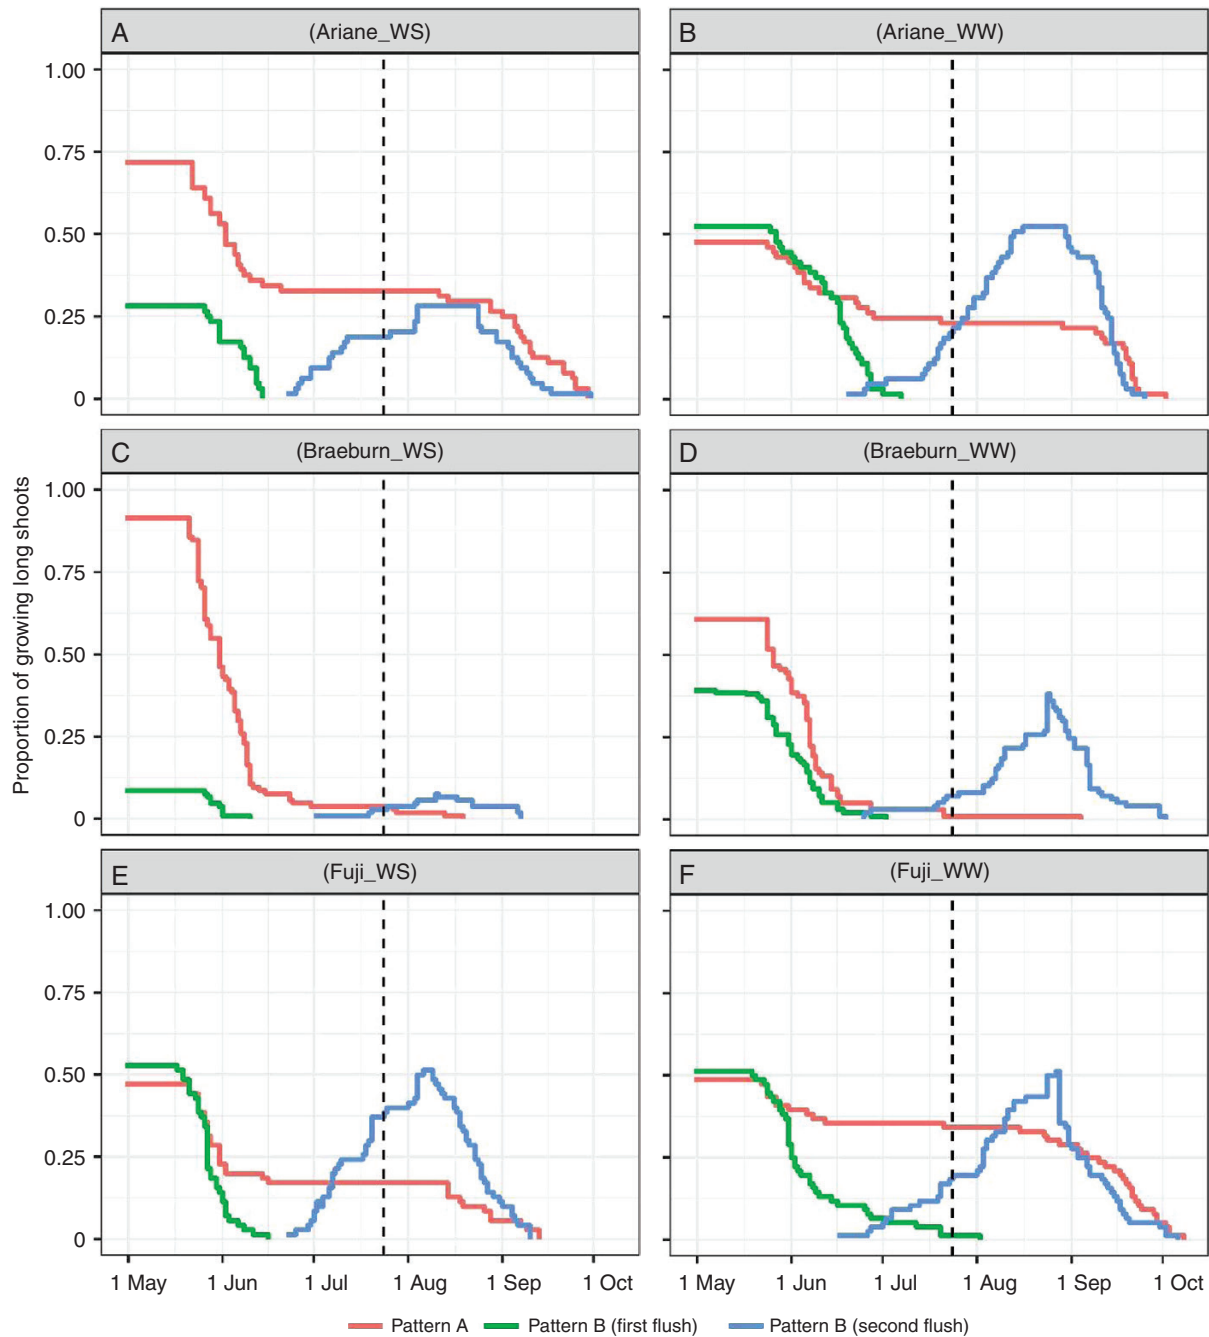 A (Ariane_WS)
B (Ariane_WW)
1.00
0.75
0.50
0.25
0
C (Braeburn_WS)
D (Braeburn_WW)
1.00
0.75
0.50
0.25
0
Proportion of growing long shoots
E (Fuji_WS)
F (Fuji_WW)
1.00
0.75
0.50
0.25
0
1 May 1 Jun 1 Jul 1 Aug 1 Sep 1 Oct
1 May 1 Jun 1 Jul 1 Aug 1 Sep 1 Oct
Pattern A Pattern B (first flush) Pattern B (second flush)